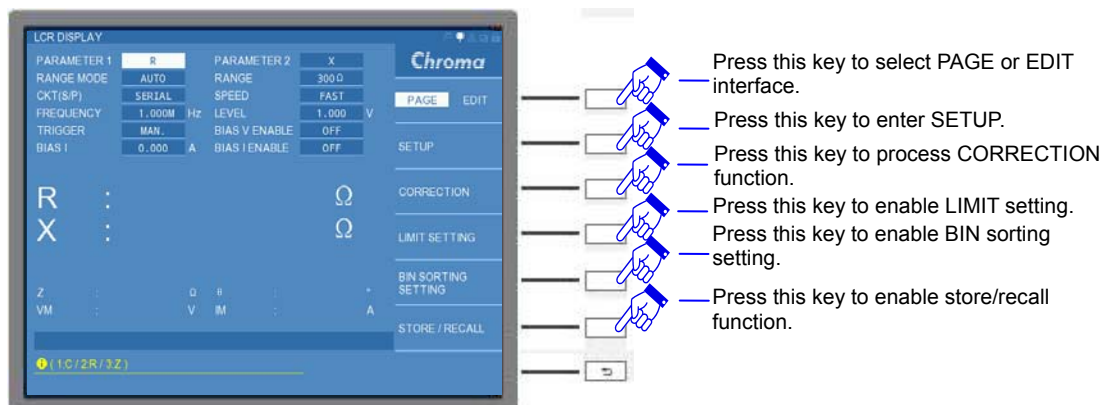 LCR DISPLAY
PARAMETER 1 R PARAMETER 2 X
RANGE MODE AUTO RANGE 300 Ω
CKT(S/P) SERIAL SPEED FAST
FREQUENCY 1.000M Hz LEVEL 1.000 V
TRIGGER MAN. BIAS V ENABLE OFF
BIAS I 0.000 A BIAS I ENABLE OFF
R : Ω
X : Ω
Z : Ω θ : °
VM : V IM : A
(1:C / 2:R / 3:Z )
Chroma
PAGE EDIT
SETUP
CORRECTION
LIMIT SETTING
BIN SORTING
SETTING
STORE / RECALL
Press this key to select PAGE or EDIT
interface.
Press this key to enter SETUP.
Press this key to process CORRECTION
function.
Press this key to enable LIMIT setting.
Press this key to enable BIN sorting
setting.
Press this key to enable store/recall
function.